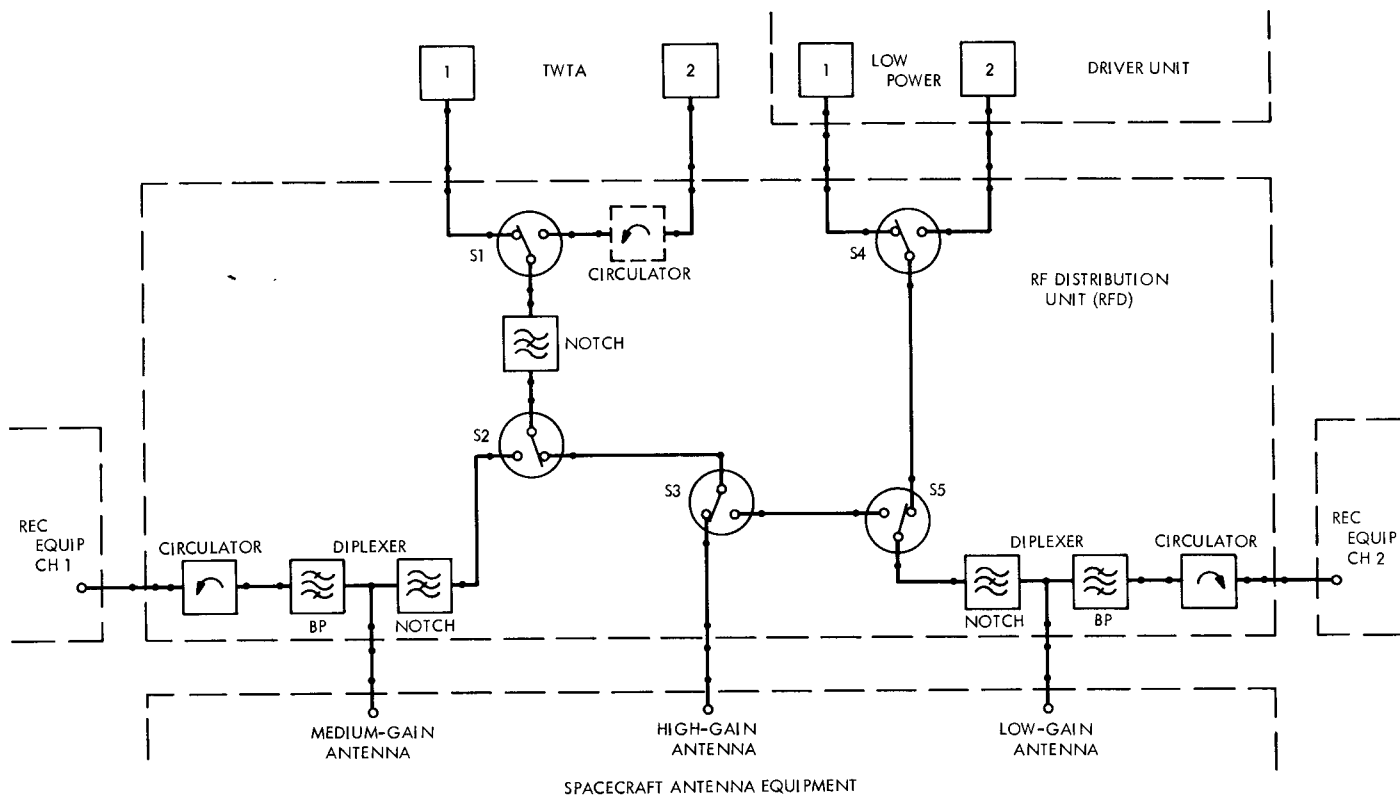 1
TWTA
2
1
LOW
POWER
2
DRIVER UNIT
S1
CIRCULATOR
S4
RF DISTRIBUTION
UNIT (RFD)
NOTCH
S2
S3
S5
REC
EQUIP
CH 1
CIRCULATOR
DIPLEXER
BP
NOTCH
DIPLEXER
CIRCULATOR
NOTCH
BP
REC
EQUIP
CH 2
MEDIUM-GAIN
ANTENNA
HIGH-GAIN
ANTENNA
LOW-GAIN
ANTENNA
SPACECRAFT ANTENNA EQUIPMENT